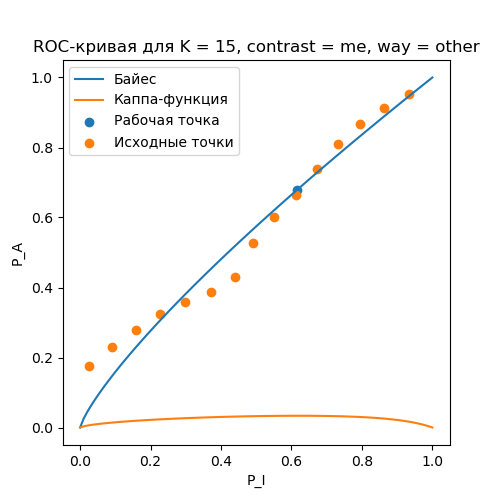 ROC-кривая для K = 15, contrast = me, way = other
Байес
Каппа-функция
Рабочая точка
Исходные точки
1.0
0.8
0.6
0.4
0.2
0.0
P_A
0.0 0.2 0.4 0.6 0.8 1.0
P_I